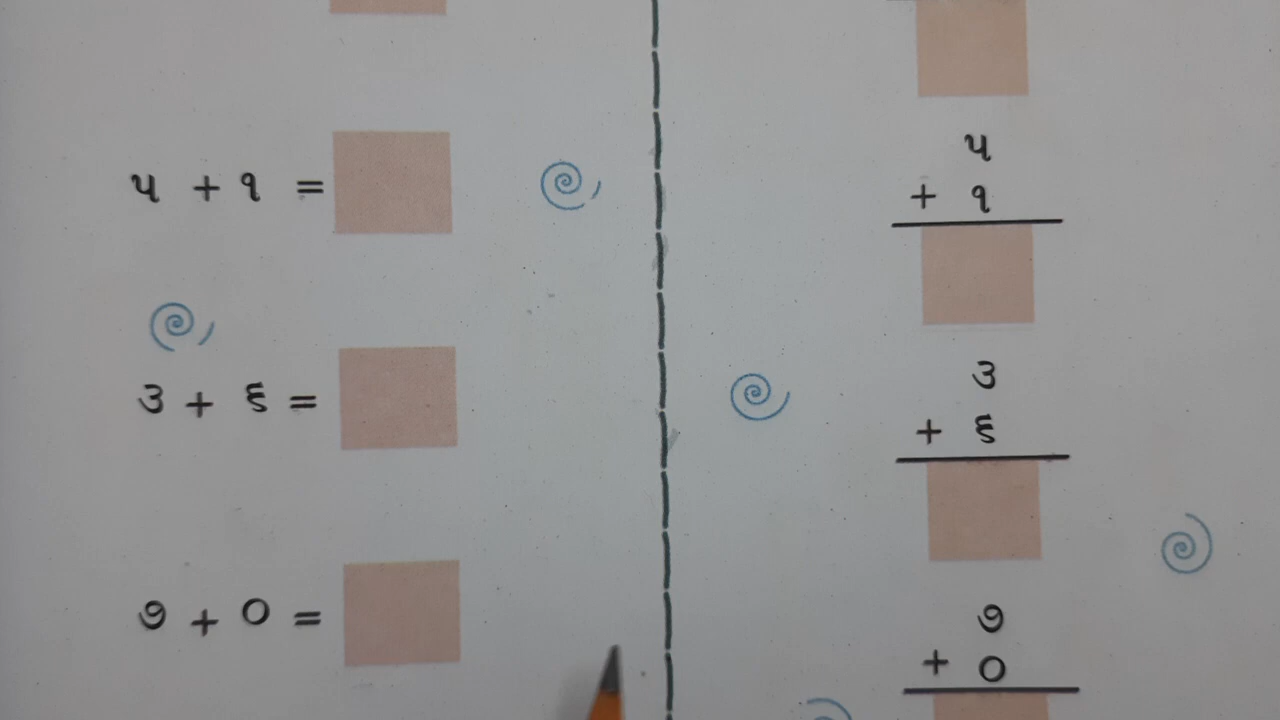 ૫ + ૧ =
૩ + ૬ =
૭ + ૦ =
૫
+ ૧
૩
+ ૬
૭
+ ૦